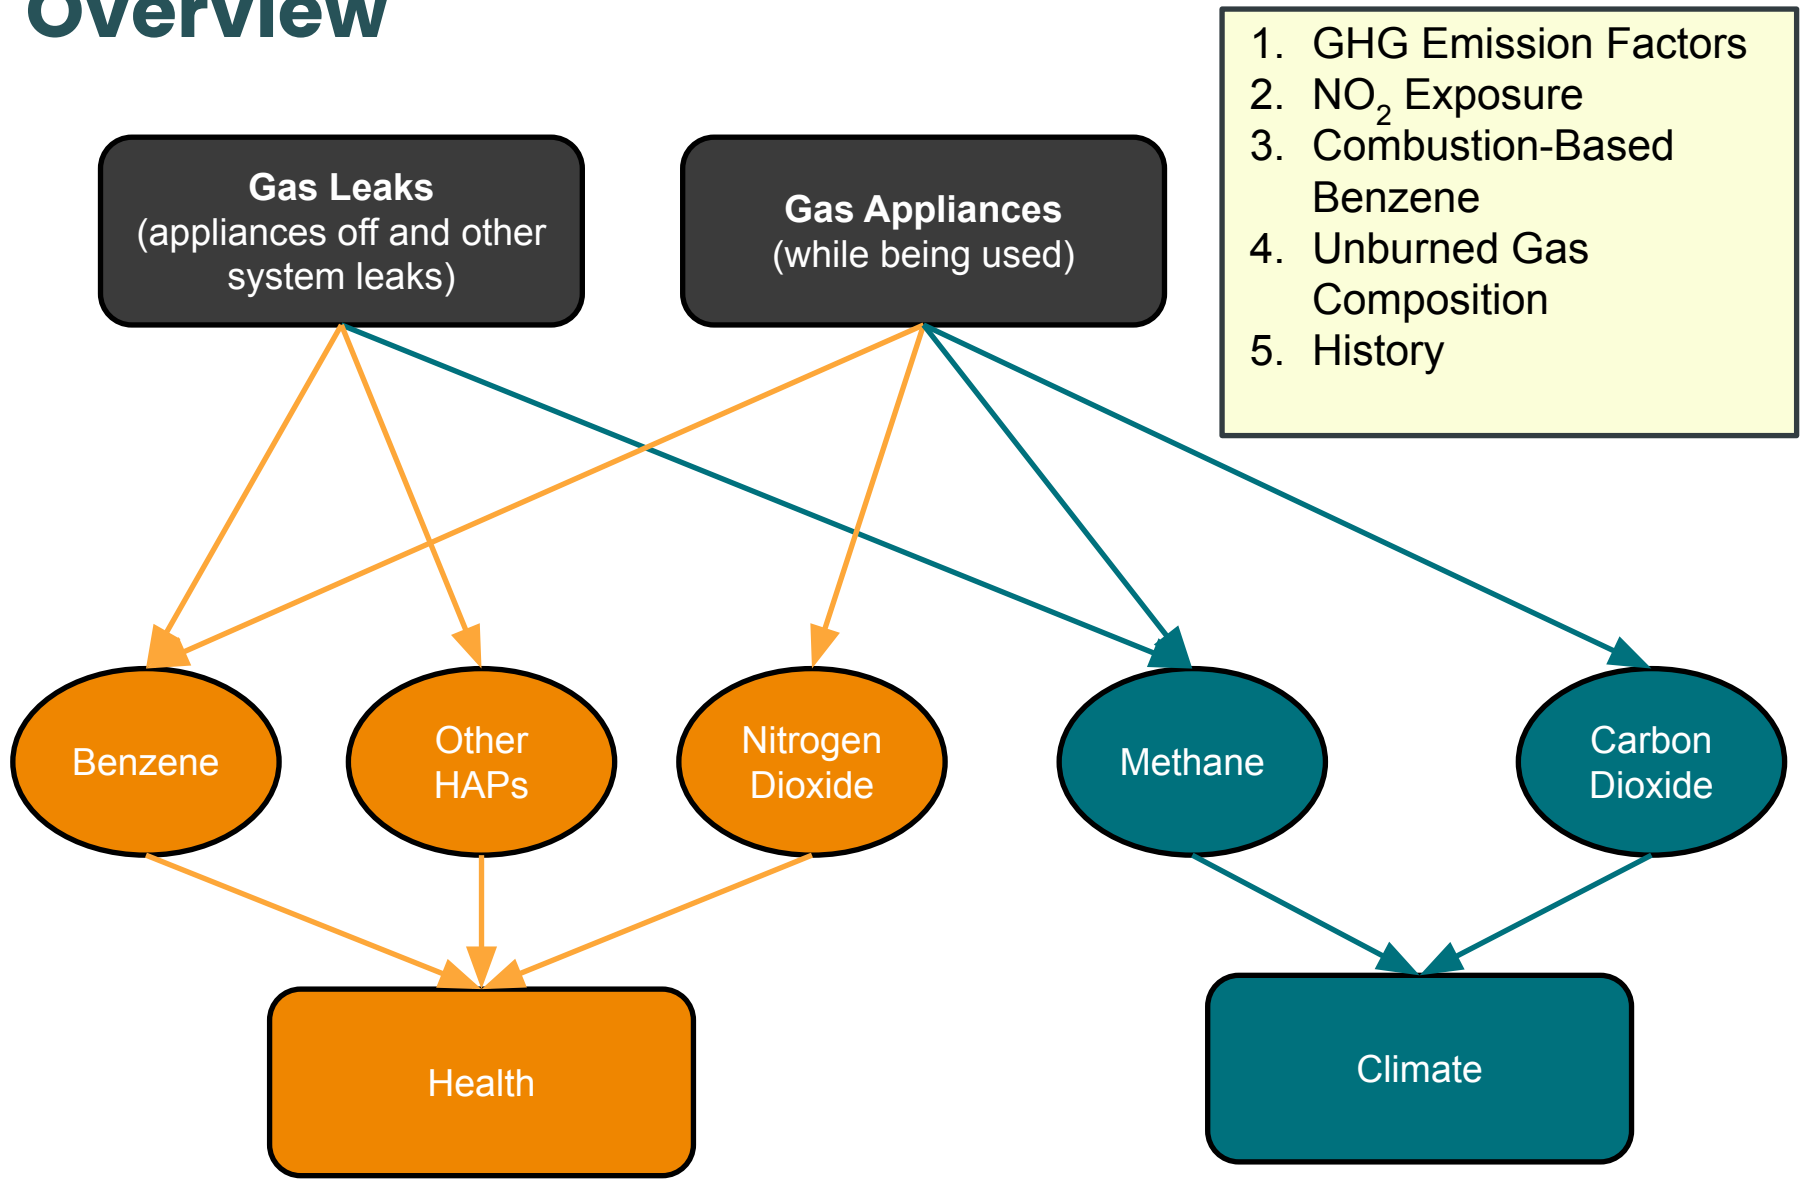 Overview
1. GHG Emission Factors
2. NO₂ Exposure
3. Combustion-Based
Benzene
4. Unburned Gas
Composition
5. History
Gas Leaks
(appliances off and other
system leaks)
Gas Appliances
(while being used)
Benzene
Other
HAPs
Nitrogen
Dioxide
Methane
Carbon
Dioxide
Health
Climate